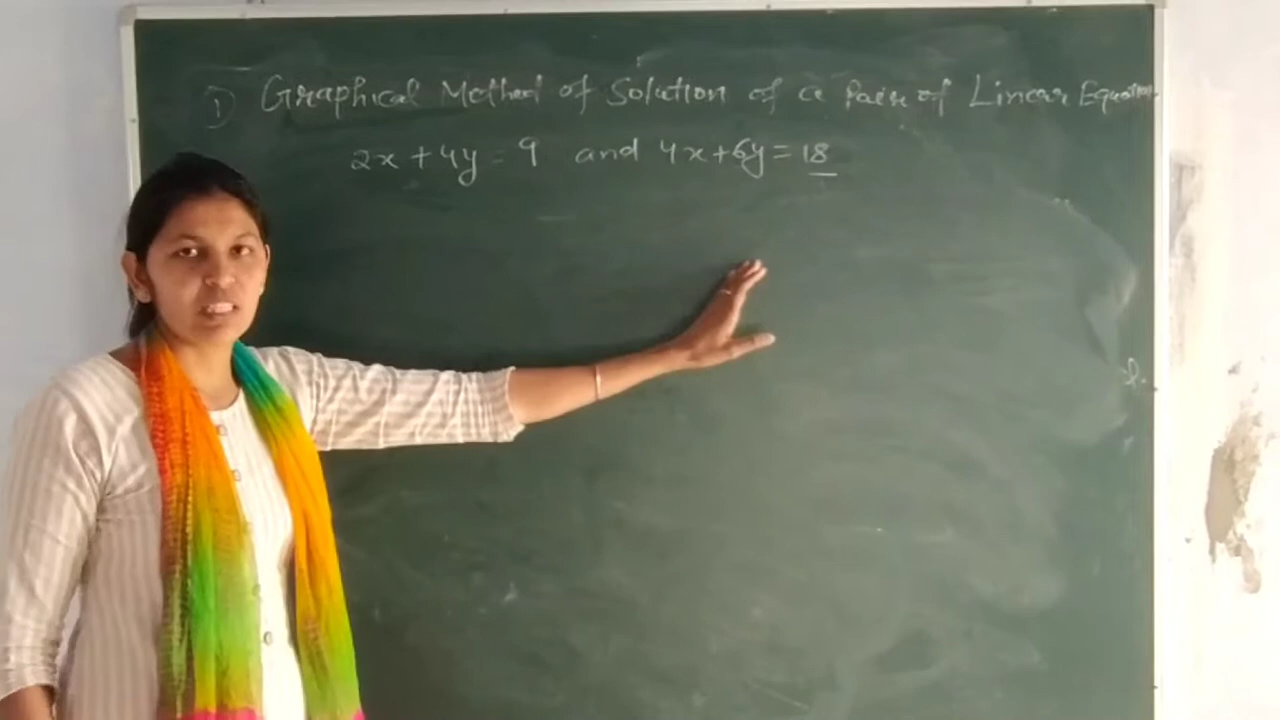 1) Graphical Method of Solution of a Pair of Linear Equation.
2x + 4y = 9 and 4x + 6y = 18